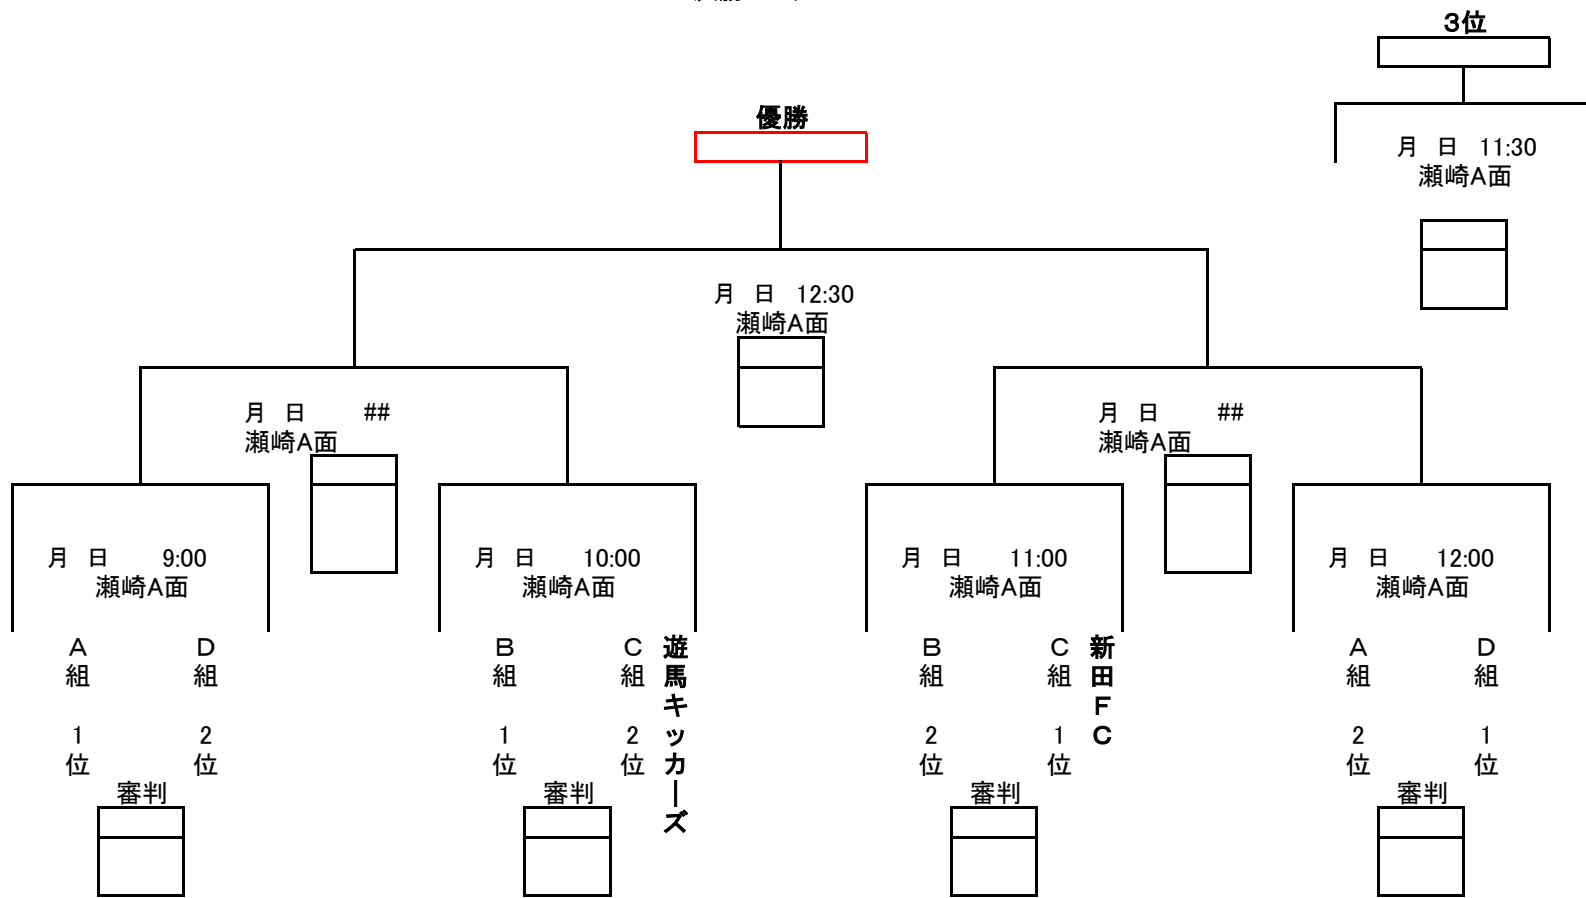 3位
優勝
月 日 11:30
瀬崎A面
月 日 12:30
瀬崎A面
月 日 ##
瀬崎A面
月 日 ##
瀬崎A面
月 日 9:00
瀬崎A面
月 日 10:00
瀬崎A面
月 日 11:00
瀬崎A面
月 日 12:00
瀬崎A面
A組 1位
D組 2位
B組 1位
C組 2位
遊馬キッカーズ
B組 2位
C組 1位
新田FC
A組 2位
D組 1位
審判
審判
審判
審判